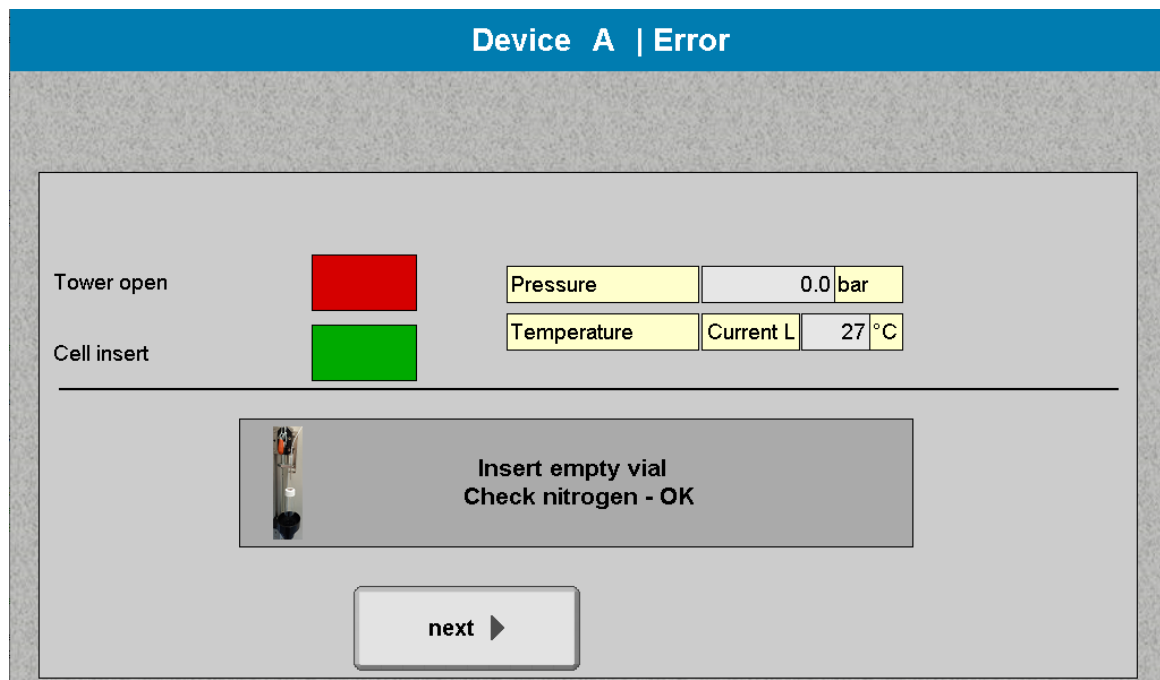 Device A | Error
Tower open
Pressure 0.0 bar
Temperature Current L 27 °C
Cell insert
Insert empty vial
Check nitrogen - OK
next